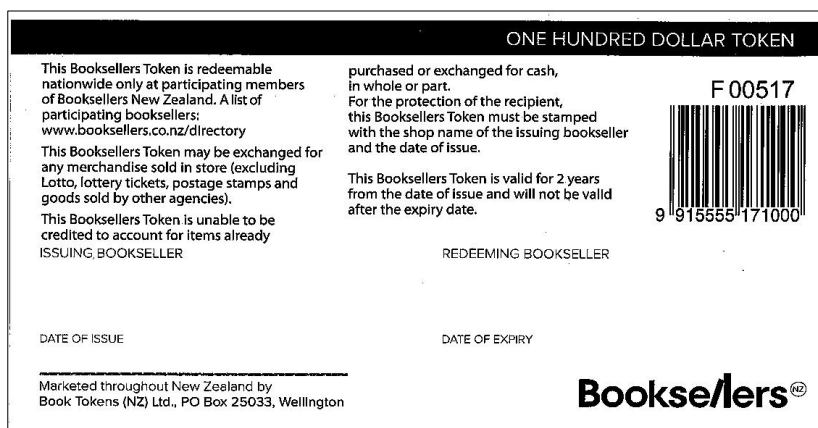 ONE HUNDRED DOLLAR TOKEN
This Booksellers Token is redeemable
nationwide only at participating members
of Booksellers New Zealand. A list of
participating booksellers:
www.booksellers.co.nz/directory
This Booksellers Token may be exchanged for
any merchandise sold in store (excluding
Lotto, lottery tickets, postage stamps and
goods sold by other agencies).
This Booksellers Token is unable to be
credited to account for items already
purchased or exchanged for cash,
in whole or part.
For the protection of the recipient,
this Booksellers Token must be stamped
with the shop name of the issuing bookseller
and the date of issue.
This Booksellers Token is valid for 2 years
from the date of issue and will not be valid
after the expiry date.
F 00517
9 915555 171000
ISSUING BOOKSELLER
REDEEMING BOOKSELLER
DATE OF ISSUE
DATE OF EXPIRY
Marketed throughout New Zealand by
Book Tokens (NZ) Ltd., PO Box 25033, Wellington
Booksellers NZ